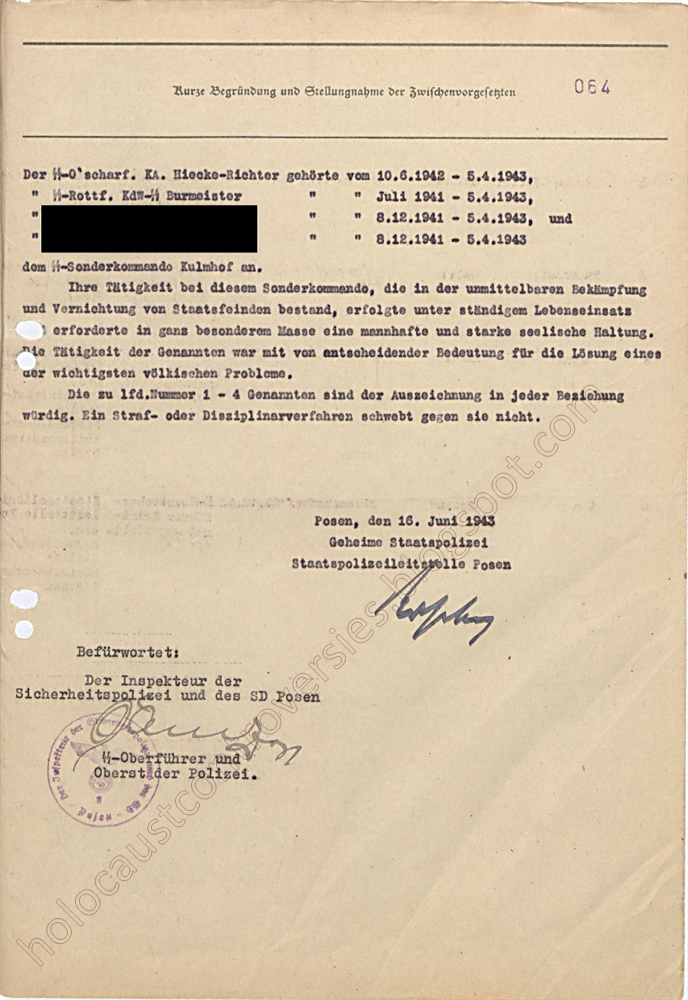 Kurze Begründung und Stellungnahme der Zwischenvorgesetzten
064
Der ᛋᛋ-O'scharf. KA. Hiecke-Richter gehörte vom 10.6.1942 - 5.4.1943,
" ᛋᛋ-Rottf. KdW-ᛋᛋ Burmeister " " Juli 1941 - 5.4.1943,
" " " 8.12.1941 - 5.4.1943, und
" " " 8.12.1941 - 5.4.1943
dem ᛋᛋ-Sonderkommando Kulmhof an.
Ihre Tätigkeit bei diesem Sonderkommando, die in der unmittelbaren Bekämpfung
und Vernichtung von Staatsfeinden bestand, erfolgte unter ständigem Lebenseinsatz
erforderte in ganz besonderem Masse eine mannhafte und starke seelische Haltung.
Die Tätigkeit der Genannten war mit von entscheidender Bedeutung für die Lösung eines
der wichtigsten völkischen Probleme.
Die zu lfd.Nummer 1 - 4 Genannten sind der Auszeichnung in jeder Beziehung
würdig. Ein Straf- oder Disziplinarverfahren schwebt gegen sie nicht.
Posen, den 16. Juni 1943
Geheime Staatspolizei
Staatspolizeileitstelle Posen
Befürwortet:
Der Inspekteur der
Sicherheitspolizei und des SD Posen
ᛋᛋ-Oberführer und
Oberst der Polizei.
holocaustcontroversies.blogspot.com